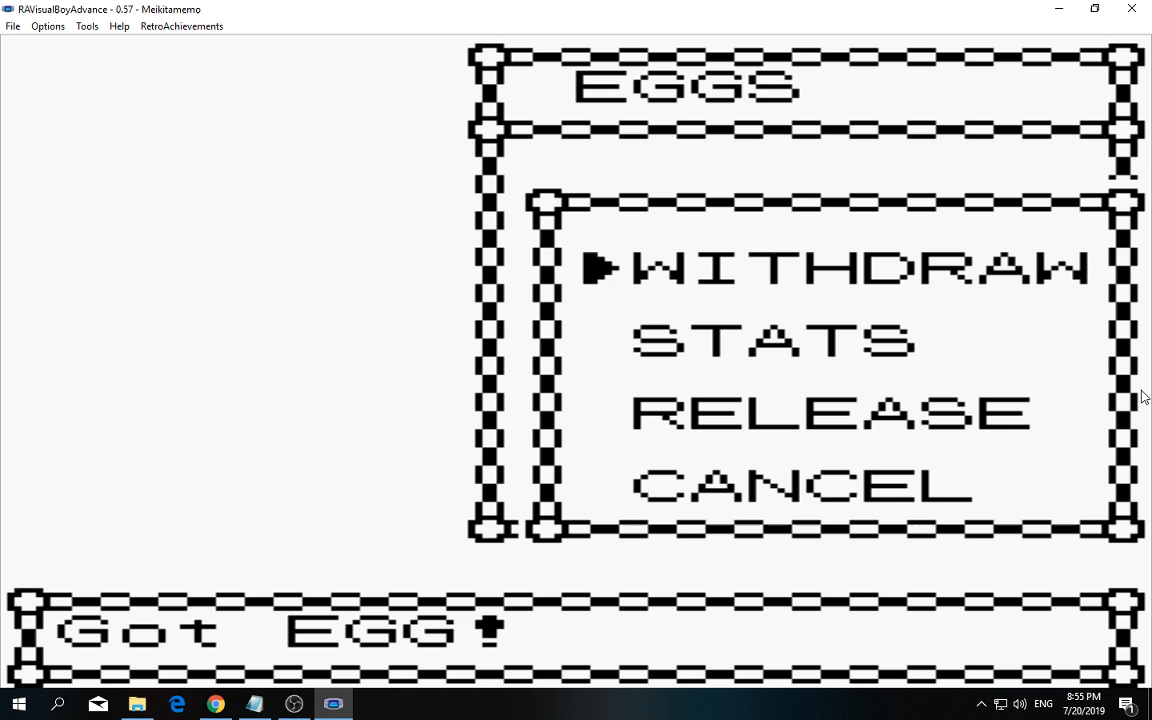 RAVisualBoyAdvance - 0.57 - Meikitamemo
File Options Tools Help RetroAchievements
EGGS
▶WITHDRAW
STATS
RELEASE
CANCEL
Got EGG!
ENG
8:55 PM
7/20/2019
1